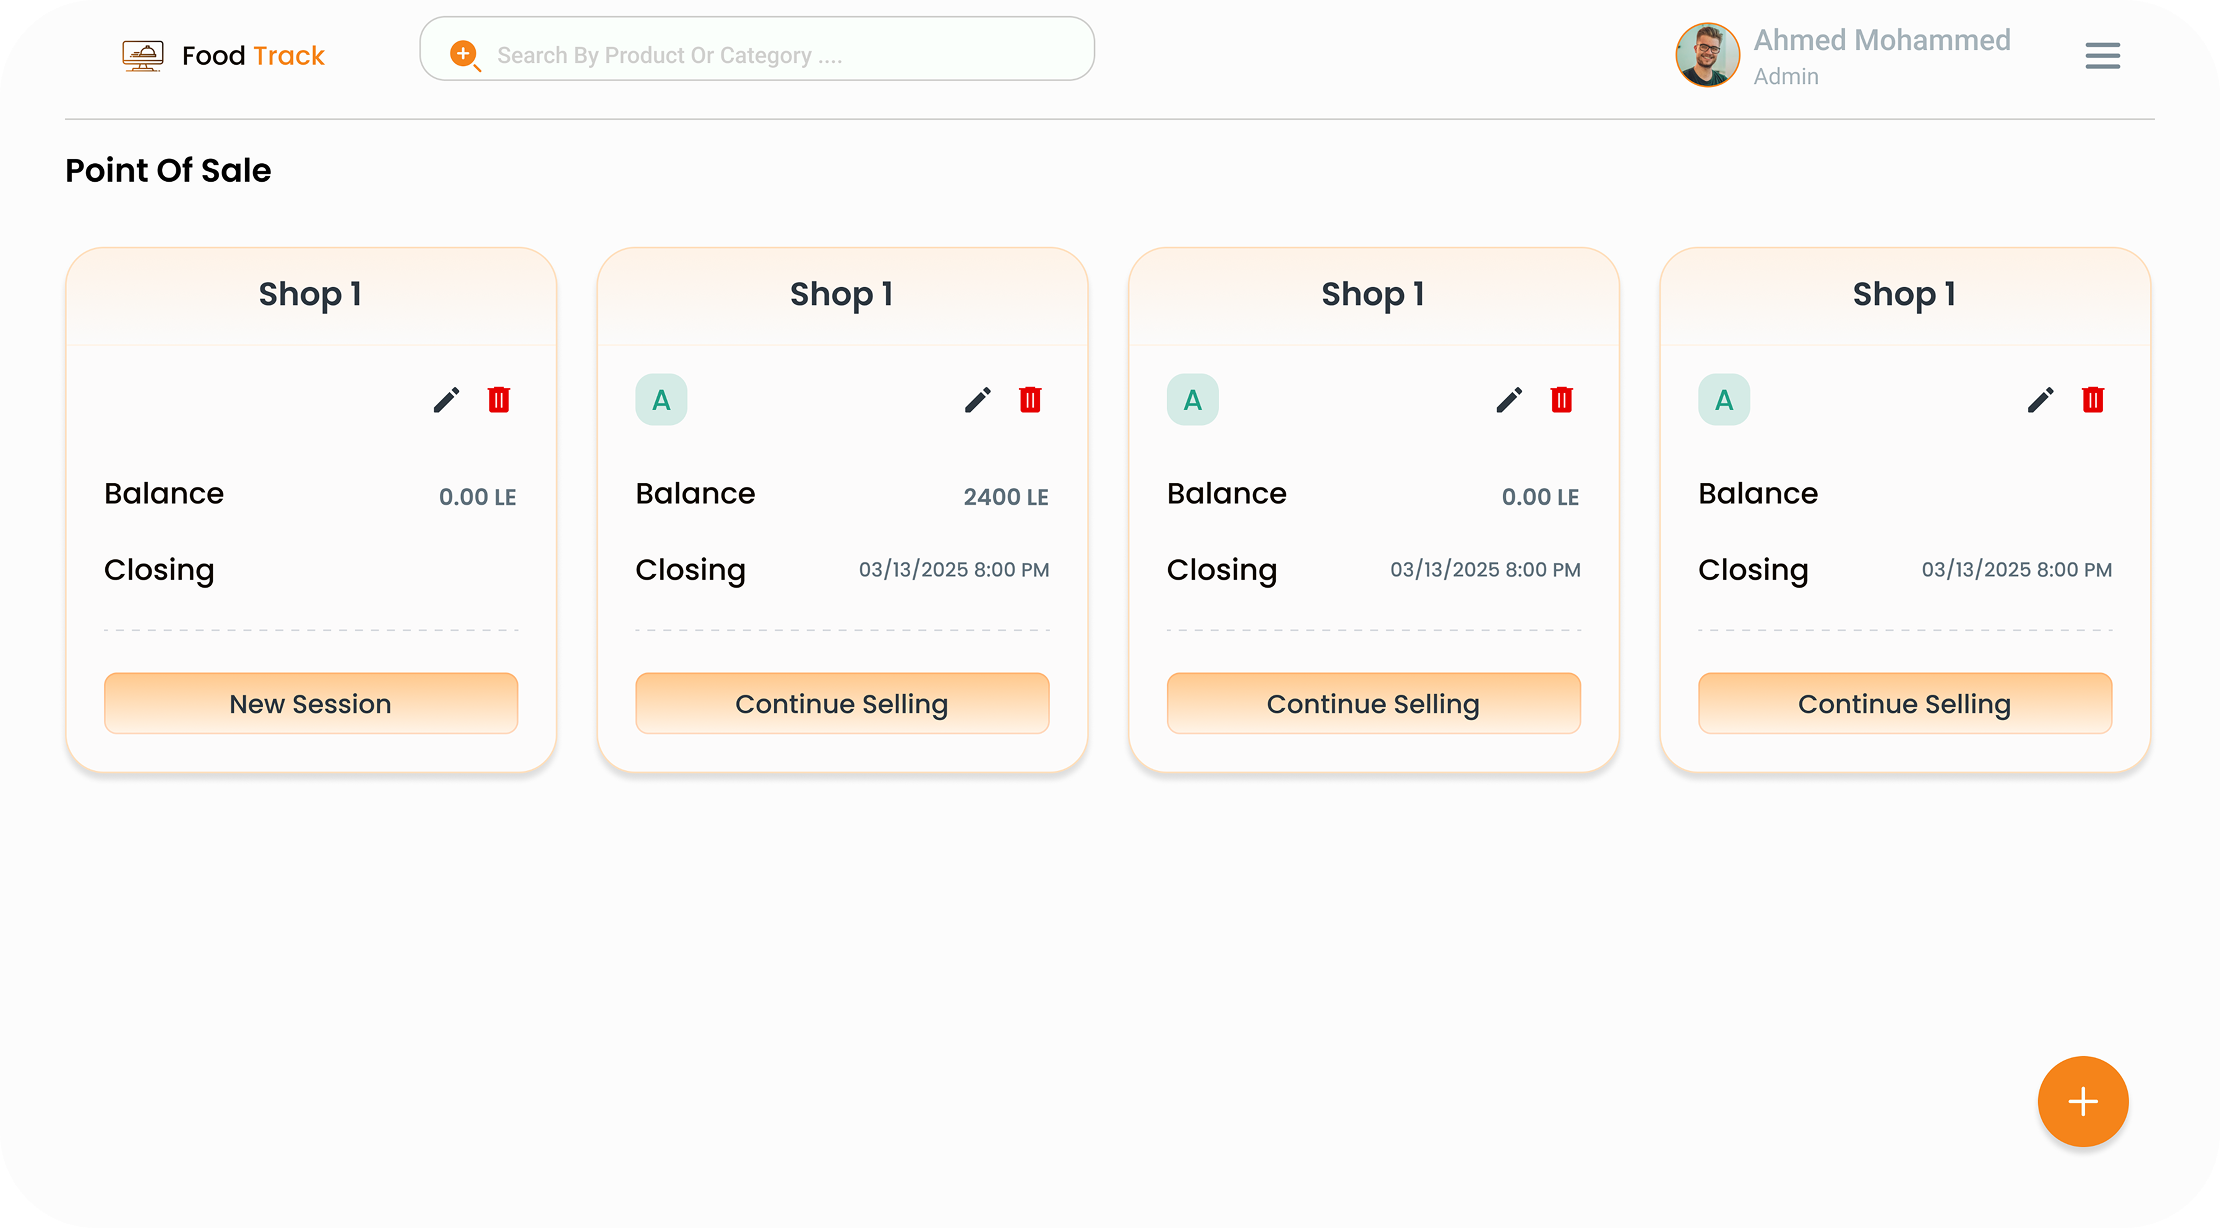 Food Track
Search By Product Or Category ....
Ahmed Mohammed
Admin
Point Of Sale
Shop 1
Balance 0.00 LE
Closing
New Session
Shop 1
A
Balance 2400 LE
Closing 03/13/2025 8:00 PM
Continue Selling
Shop 1
A
Balance 0.00 LE
Closing 03/13/2025 8:00 PM
Continue Selling
Shop 1
A
Balance
Closing 03/13/2025 8:00 PM
Continue Selling